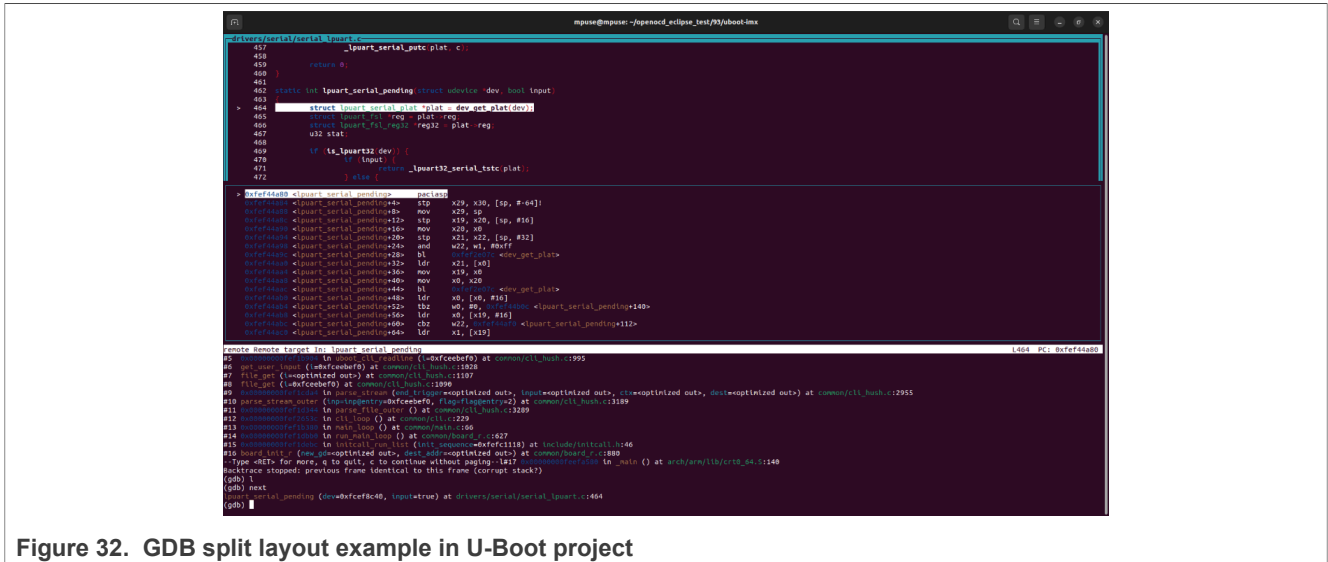 mpuse@mpuse: ~/openocd_eclipse_test/93/uboot-imx
drivers/serial/serial_lpuart.c
457 _lpuart_serial_putc(plat, c);
458
459 return 0;
460 }
461
462 static int lpuart_serial_pending(struct udevice *dev, bool input)
463 {
> 464 struct lpuart_serial_plat *plat = dev_get_plat(dev);
465 struct lpuart_fsl *reg = plat->reg;
466 struct lpuart_fsl_reg32 *reg32 = plat->reg;
467 u32 stat;
468
469 if (is_lpuart32(dev)) {
470 if (input) {
471 return _lpuart32_serial_tstc(plat);
472 } else {
> 0xfef44a80 <lpuart_serial_pending> paciasp
0xfef44a84 <lpuart_serial_pending+4> stp x29, x30, [sp, #-64]!
0xfef44a88 <lpuart_serial_pending+8> mov x29, sp
0xfef44a8c <lpuart_serial_pending+12> stp x19, x20, [sp, #16]
0xfef44a90 <lpuart_serial_pending+16> mov x20, x0
0xfef44a94 <lpuart_serial_pending+20> stp x21, x22, [sp, #32]
0xfef44a98 <lpuart_serial_pending+24> and w22, w1, #0xff
0xfef44a9c <lpuart_serial_pending+28> bl <dev_get_plat>
0xfef44aa0 <lpuart_serial_pending+32> ldr x21, [x0]
0xfef44aa4 <lpuart_serial_pending+36> mov x19, x0
0xfef44aa8 <lpuart_serial_pending+40> mov x0, x20
0xfef44aac <lpuart_serial_pending+44> bl <dev_get_plat>
0xfef44ab0 <lpuart_serial_pending+48> ldr x0, [x0, #16]
0xfef44ab4 <lpuart_serial_pending+52> tbz w0, #0, 0xfef44b0c <lpuart_serial_pending+140>
0xfef44ab8 <lpuart_serial_pending+56> ldr x0, [x19, #16]
0xfef44abc <lpuart_serial_pending+60> cbz w22, 0xfef44af0 <lpuart_serial_pending+112>
0xfef44ac0 <lpuart_serial_pending+64> ldr x1, [x19]
remote Remote target In: lpuart_serial_pending L464 PC: 0xfef44a80
#5 in uboot_cli_readline (i=0xfceebef0) at common/cli_hush.c:995
#6 get_user_input (i=0xfceebef0) at common/cli_hush.c:1028
#7 file_get (i=<optimized out>) at common/cli_hush.c:1107
#8 file_get (i=0xfceebef0) at common/cli_hush.c:1090
#9 in parse_stream (end_trigger=<optimized out>, input=<optimized out>, ctx=<optimized out>, dest=<optimized out>) at common/cli_hush.c:2955
#10 parse_stream_outer (inp=inp@entry=0xfceebef0, flag=flag@entry=2) at common/cli_hush.c:3189
#11 in parse_file_outer () at common/cli_hush.c:3289
#12 in cli_loop () at common/cli.c:229
#13 in main_loop () at common/main.c:66
#14 in run_main_loop () at common/board_r.c:627
#15 in initcall_run_list (init_sequence=0xfefc1118) at include/initcall.h:46
#16 board_init_r (new_gd=<optimized out>, dest_addr=<optimized out>) at common/board_r.c:880
--Type <RET> for more, q to quit, c to continue without paging--l#17 in _main () at arch/arm/lib/crt0_64.S:140
Backtrace stopped: previous frame identical to this frame (corrupt stack?)
(gdb) l
(gdb) next
lpuart_serial_pending (dev=0xfcef8c40, input=true) at drivers/serial/serial_lpuart.c:464
(gdb)
Figure 32. GDB split layout example in U-Boot project